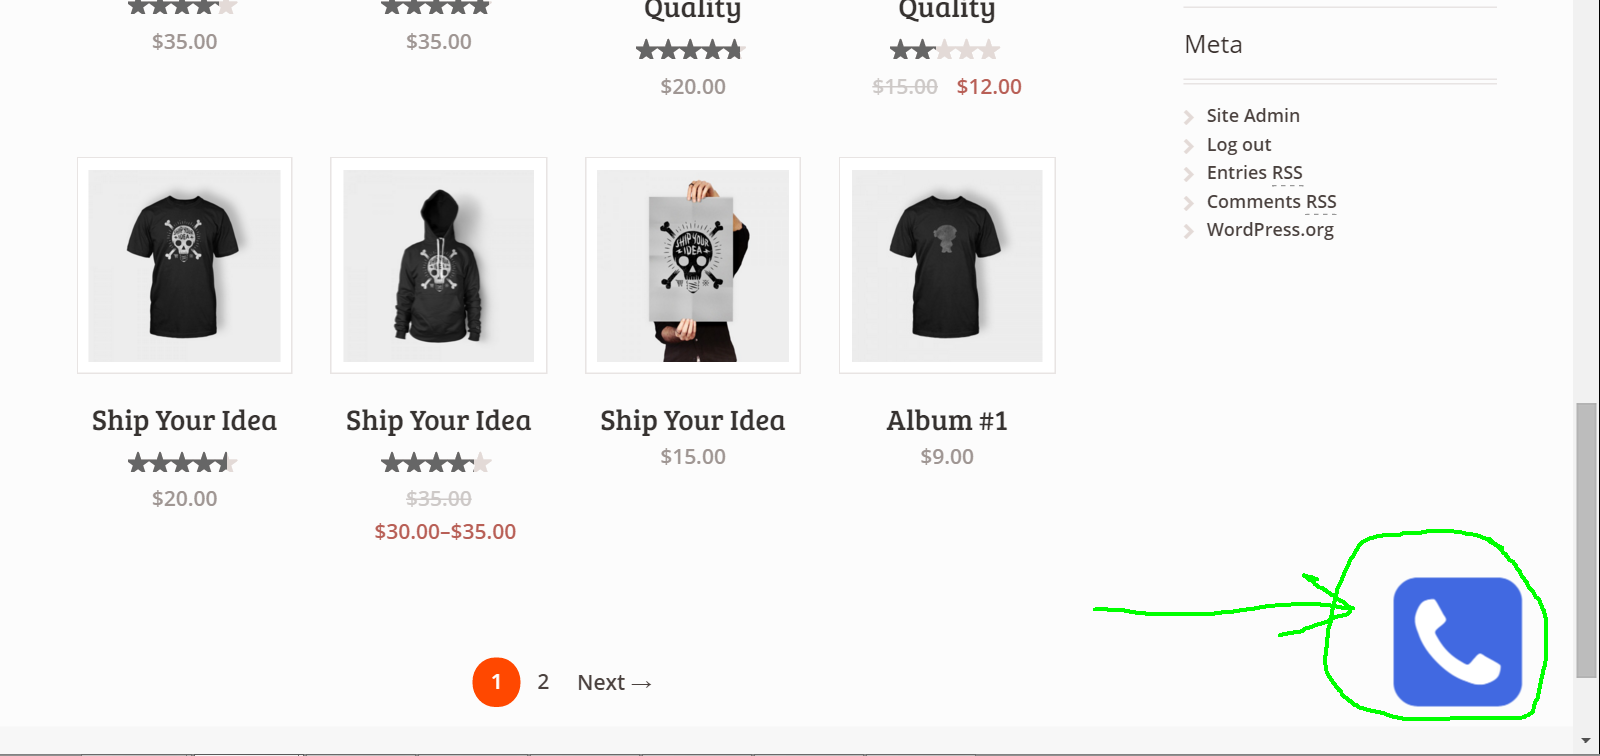 $35.00
$35.00
Quality
$20.00
Quality
$15.00 $12.00
Ship Your Idea
$20.00
Ship Your Idea
$35.00
$30.00–$35.00
SHIP YOUR
IDEA
Ship Your Idea
$15.00
Album #1
$9.00
1 2 Next →
Meta
Site Admin
Log out
Entries RSS
Comments RSS
WordPress.org